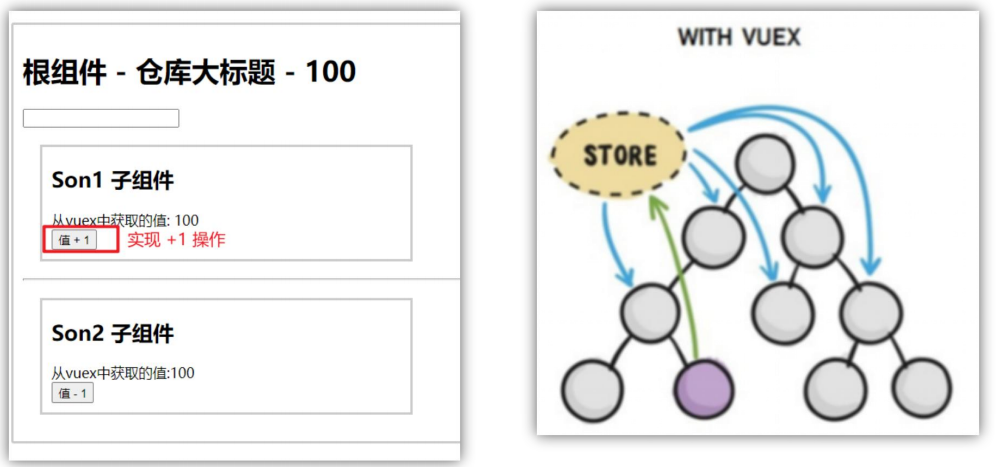 根组件 - 仓库大标题 - 100
Son1 子组件
从vuex中获取的值: 100
值 + 1
实现 +1 操作
Son2 子组件
从vuex中获取的值:100
值 - 1
WITH VUEX
STORE